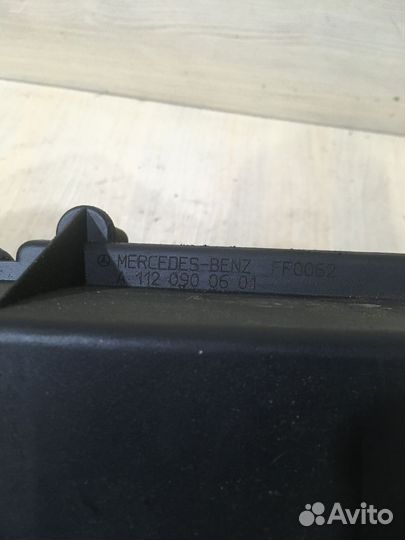 MERCEDES-BENZ FF0062
A 112 090 06 01
Avito